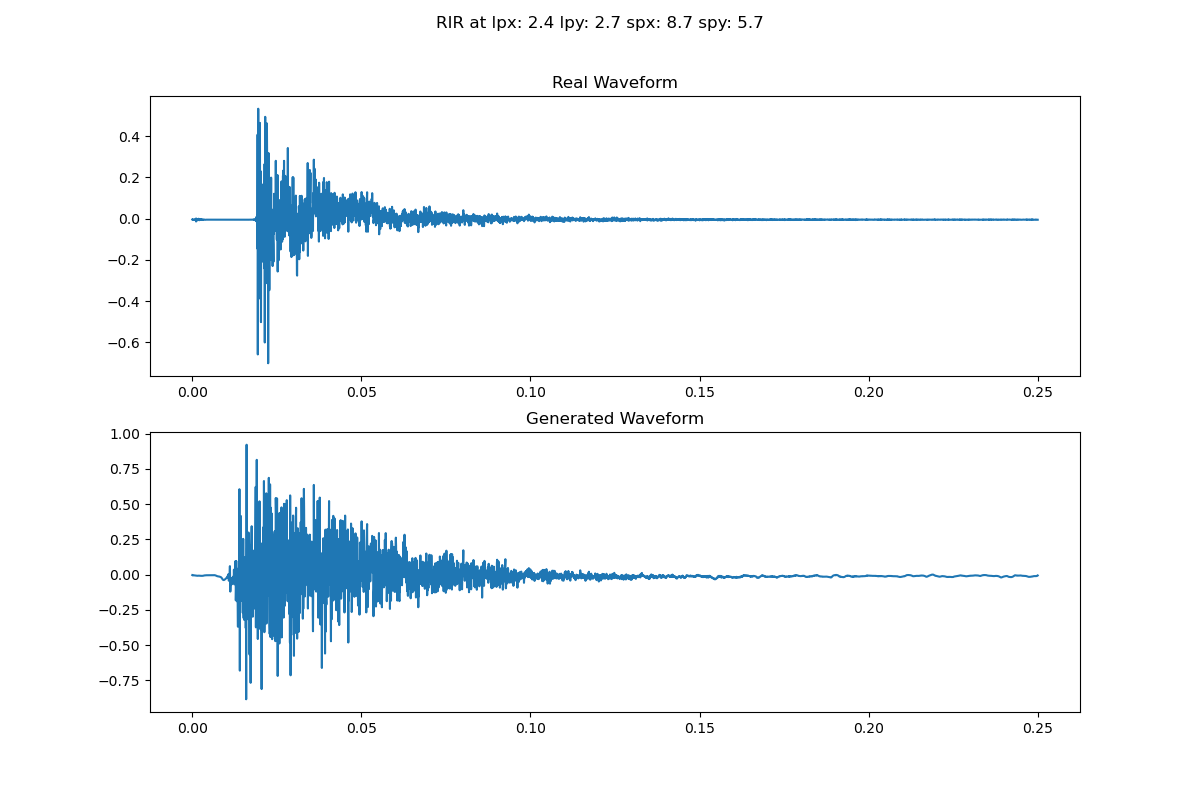 RIR at lpx: 2.4 lpy: 2.7 spx: 8.7 spy: 5.7
Real Waveform
0.4
0.2
0.0
−0.2
−0.4
−0.6
0.00 0.05 0.10 0.15 0.20 0.25
Generated Waveform
1.00
0.75
0.50
0.25
0.00
−0.25
−0.50
−0.75
0.00 0.05 0.10 0.15 0.20 0.25